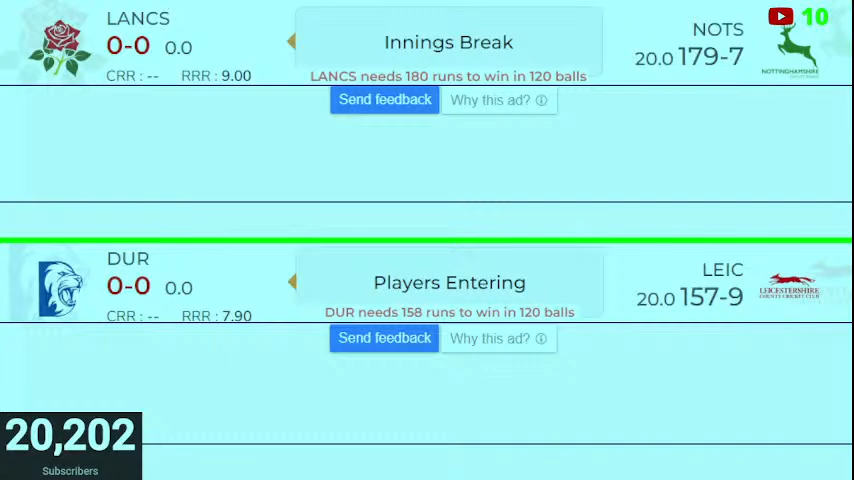 LANCS
0-0 0.0
CRR : -- RRR : 9.00
Innings Break
LANCS needs 180 runs to win in 120 balls
NOTS
20.0 179-7
10
NOTTINGHAMSHIRE
Send feedback Why this ad?
DUR
0-0 0.0
CRR : -- RRR : 7.90
Players Entering
DUR needs 158 runs to win in 120 balls
LEIC
20.0 157-9
LEICESTERSHIRE
COUNTY CRICKET CLUB
Send feedback Why this ad?
20,202
Subscribers